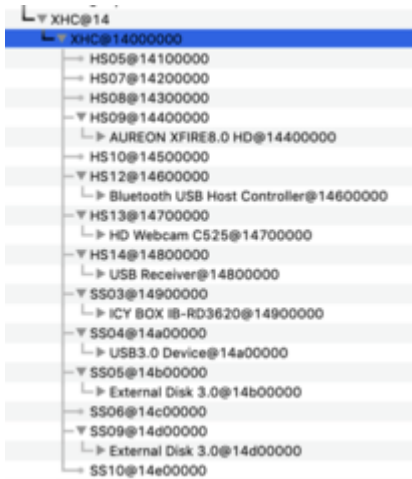 XHC@14
XHC@14000000
HS05@14100000
HS07@14200000
HS08@14300000
HS09@14400000
AUREON XFIRE8.0 HD@14400000
HS10@14500000
HS12@14600000
Bluetooth USB Host Controller@14600000
HS13@14700000
HD Webcam C525@14700000
HS14@14800000
USB Receiver@14800000
SS03@14900000
ICY BOX IB-RD3620@14900000
SS04@14a00000
USB3.0 Device@14a00000
SS05@14b00000
External Disk 3.0@14b00000
SS06@14c00000
SS09@14d00000
External Disk 3.0@14d00000
SS10@14e00000